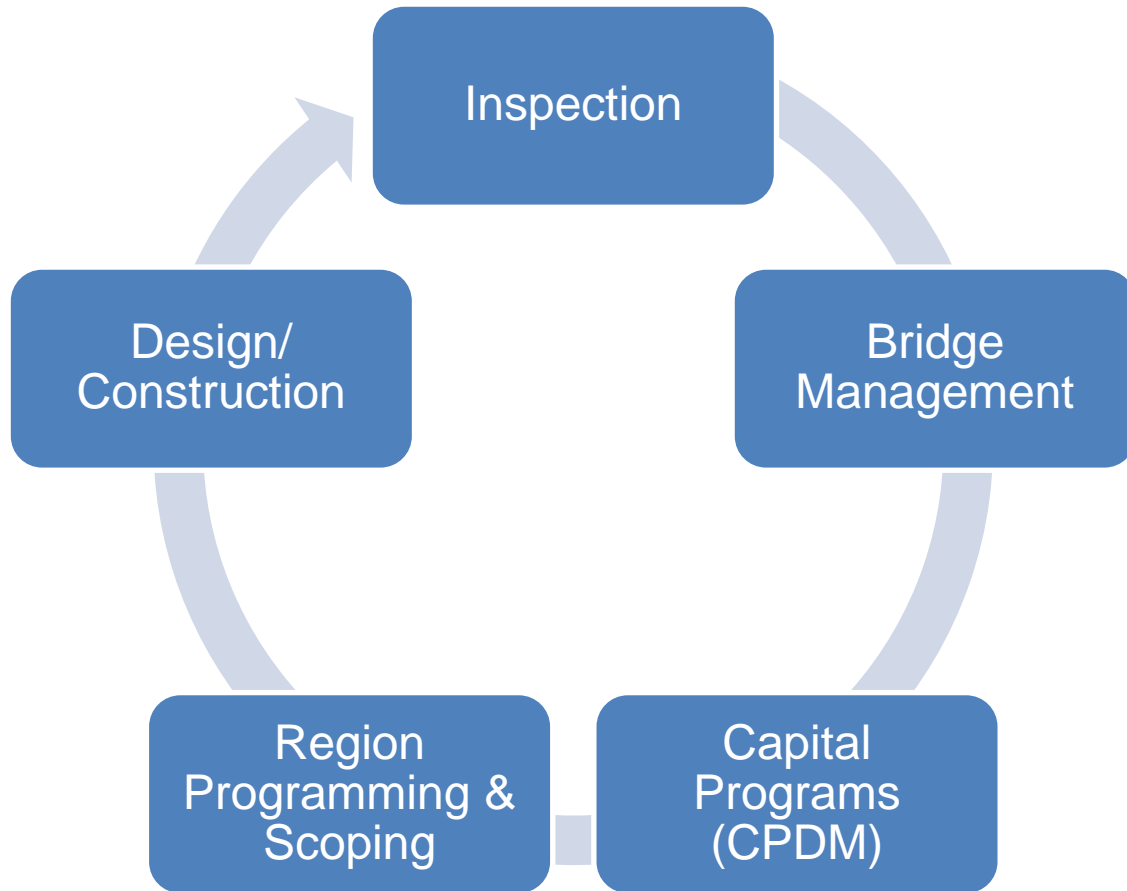 Inspection
Bridge
Management
Capital
Programs
(CPDM)
Region
Programming &
Scoping
Design/
Construction